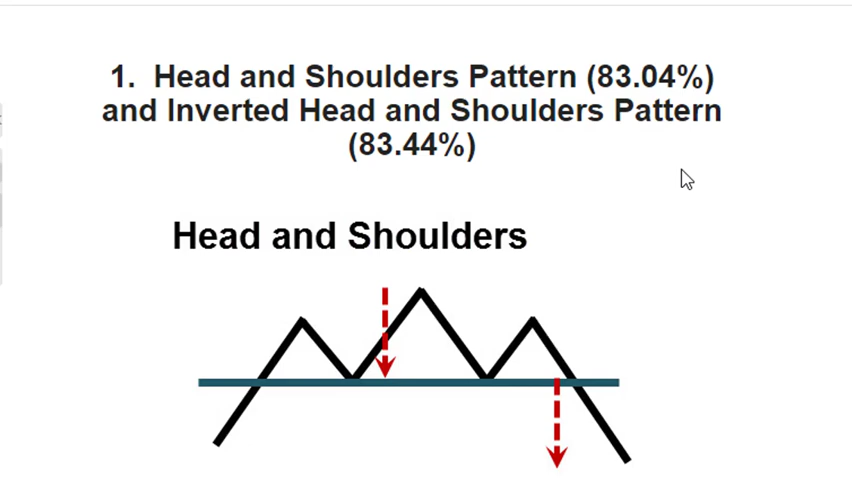 1. Head and Shoulders Pattern (83.04%)
and Inverted Head and Shoulders Pattern
(83.44%)
Head and Shoulders